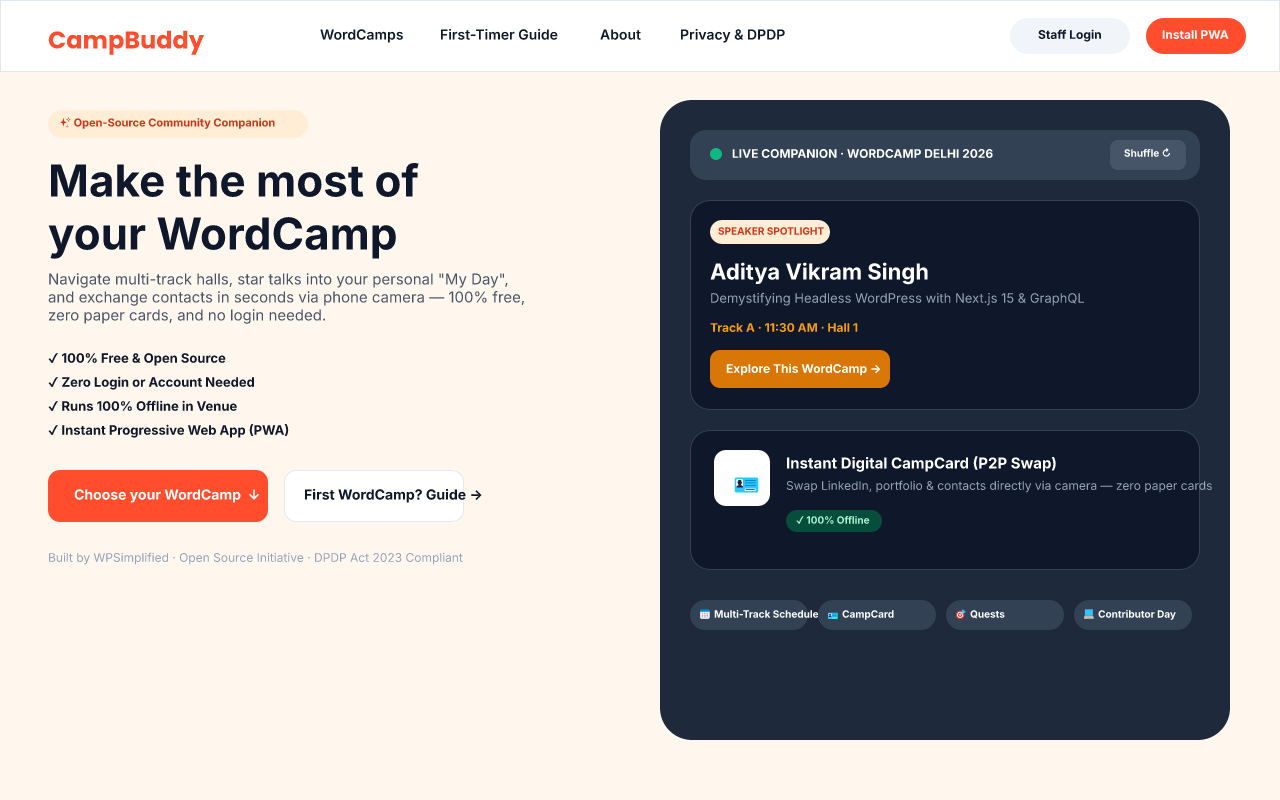 CampBuddy
WordCamps
First-Timer Guide
About
Privacy & DPDP
Staff Login
Install PWA
✨ Open-Source Community Companion
Make the most of
your WordCamp
Navigate multi-track halls, star talks into your personal "My Day",
and exchange contacts in seconds via phone camera — 100% free,
zero paper cards, and no login needed.
✓ 100% Free & Open Source
✓ Zero Login or Account Needed
✓ Runs 100% Offline in Venue
✓ Instant Progressive Web App (PWA)
Choose your WordCamp ↓
First WordCamp? Guide →
Built by WPSimplified · Open Source Initiative · DPDP Act 2023 Compliant
LIVE COMPANION · WORDCAMP DELHI 2026
Shuffle ↻
SPEAKER SPOTLIGHT
Aditya Vikram Singh
Demystifying Headless WordPress with Next.js 15 & GraphQL
Track A · 11:30 AM · Hall 1
Explore This WordCamp →
Instant Digital CampCard (P2P Swap)
Swap LinkedIn, portfolio & contacts directly via camera — zero paper cards
✓ 100% Offline
Multi-Track Schedule
CampCard
Quests
Contributor Day